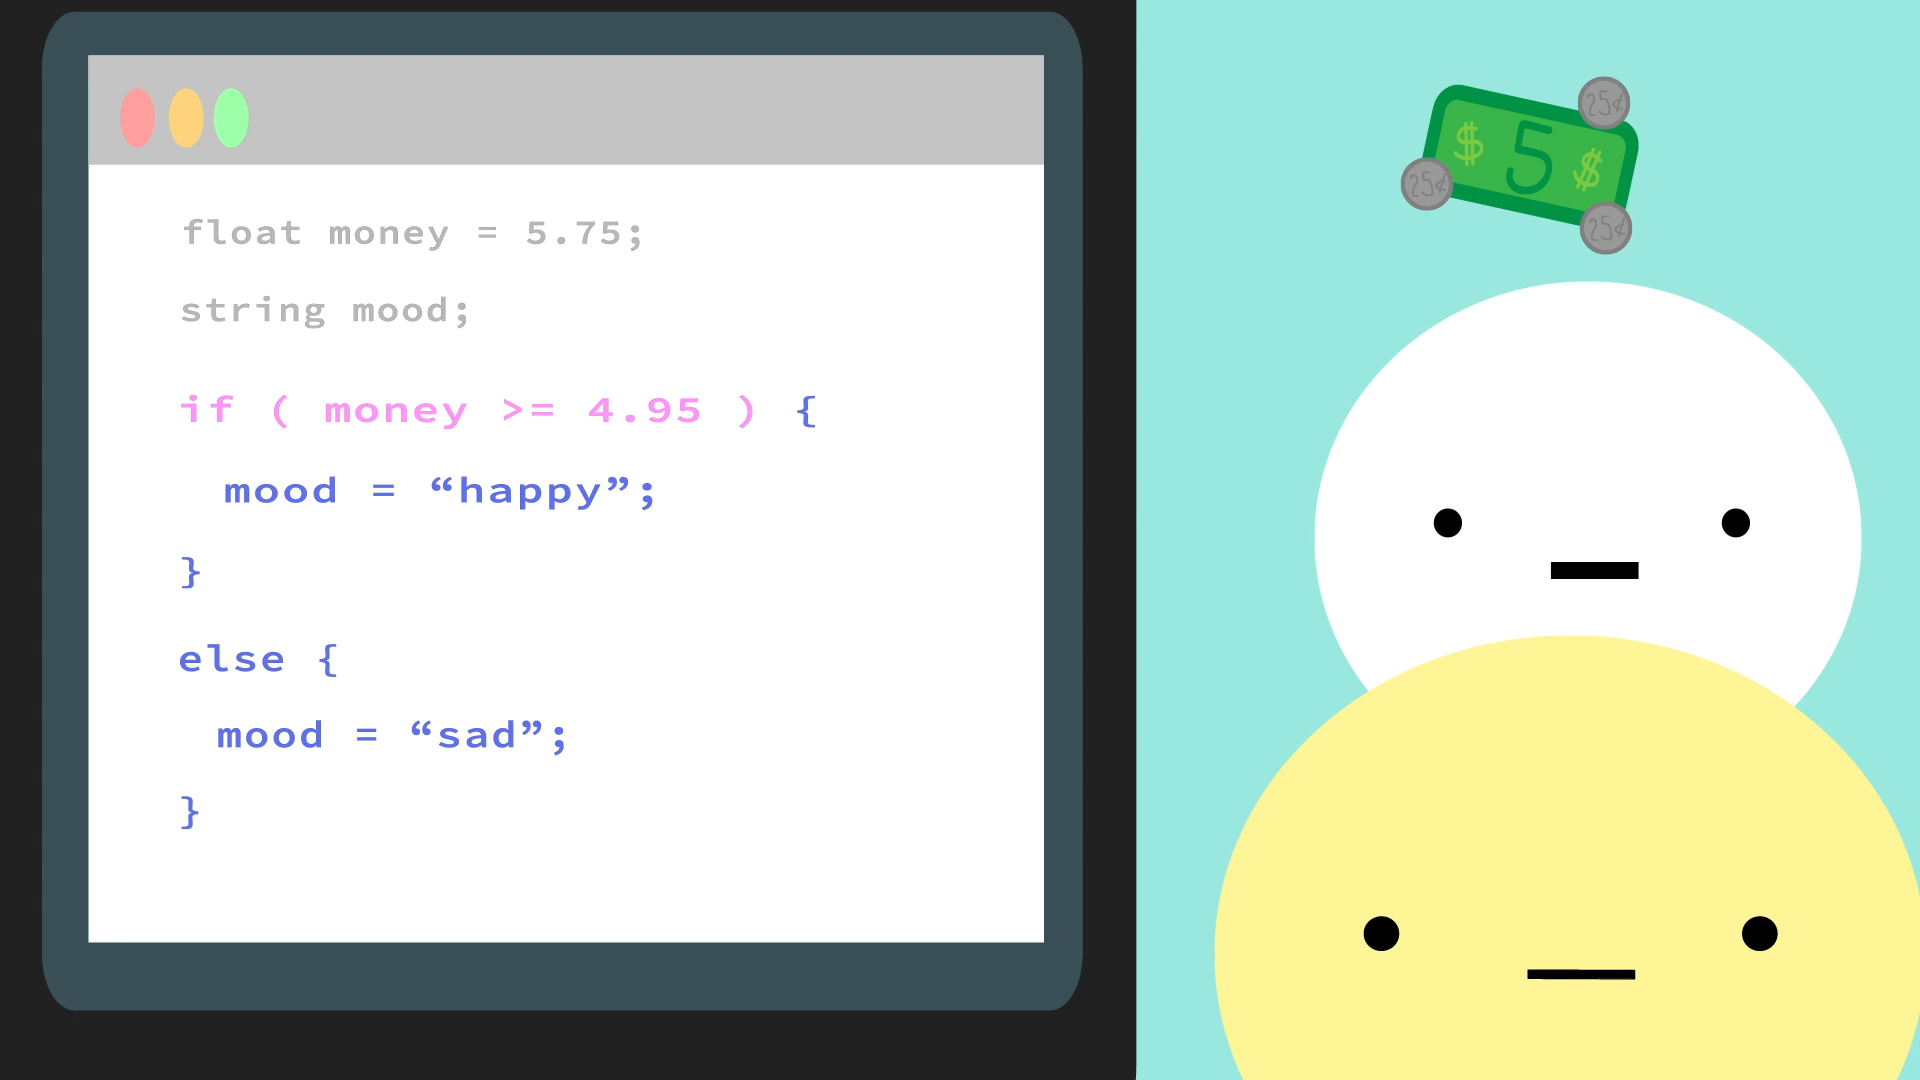 float money = 5.75;
string mood;
if ( money >= 4.95 ) {
mood = “happy”;
}
else {
mood = “sad”;
}
25¢
$ 5 $
25¢
25¢